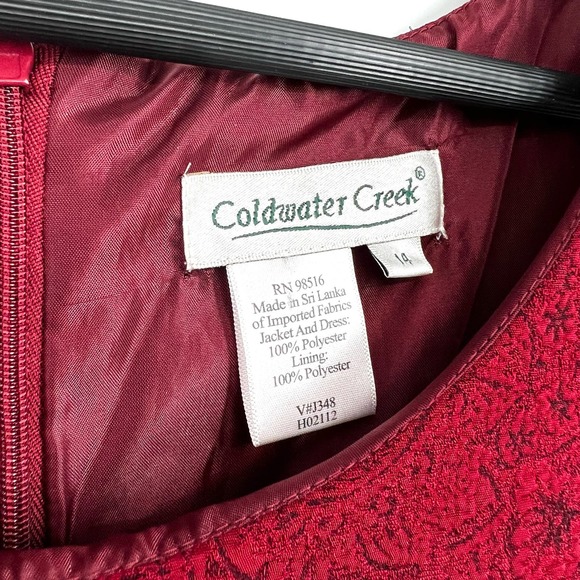 Coldwater Creek®
14
RN 98516
Made in Sri Lanka
of Imported Fabrics
Jacket And Dress:
100% Polyester
Lining:
100% Polyester
V#J348
H02112